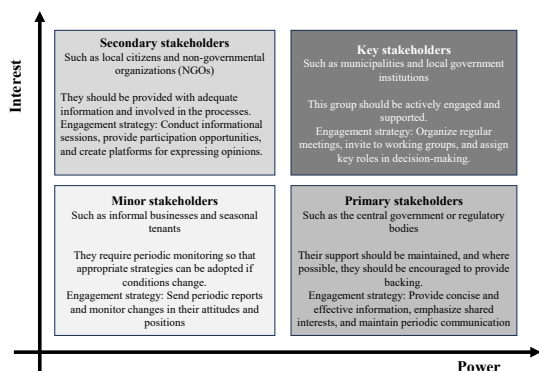 Interest
Secondary stakeholders
Such as local citizens and non-governmental
organizations (NGOs)
They should be provided with adequate
information and involved in the processes.
Engagement strategy: Conduct informational
sessions, provide participation opportunities,
and create platforms for expressing opinions.
Key stakeholders
Such as municipalities and local government
institutions
This group should be actively engaged and
supported.
Engagement strategy: Organize regular
meetings, invite to working groups, and assign
key roles in decision-making.
Minor stakeholders
Such as informal businesses and seasonal
tenants
They require periodic monitoring so that
appropriate strategies can be adopted if
conditions change.
Engagement strategy: Send periodic reports
and monitor changes in their attitudes and
positions
Primary stakeholders
Such as the central government or regulatory
bodies
Their support should be maintained, and where
possible, they should be encouraged to provide
backing.
Engagement strategy: Provide concise and
effective information, emphasize shared
interests, and maintain periodic communication
Power